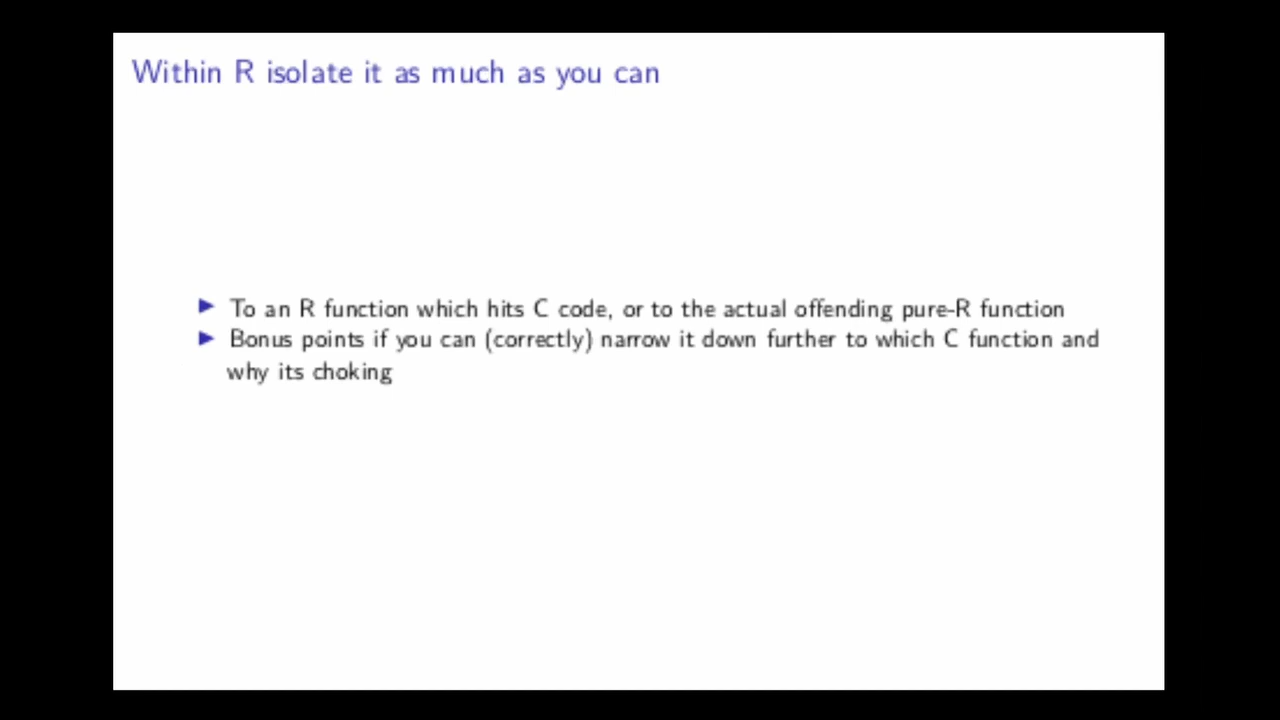 Within R isolate it as much as you can
To an R function which hits C code, or to the actual offending pure-R function
Bonus points if you can (correctly) narrow it down further to which C function and
why its choking